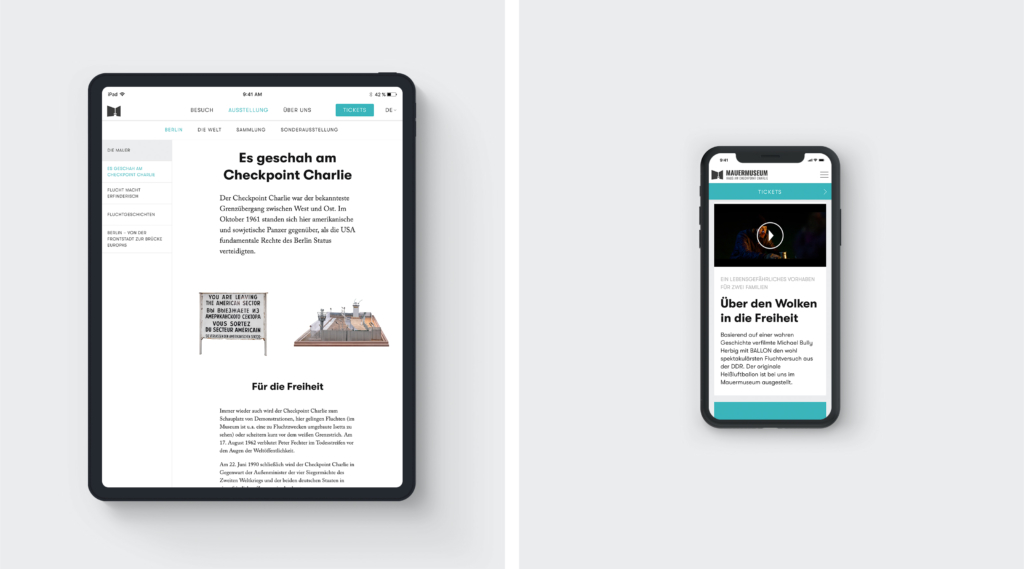 iPad
9:41 AM
42 %
BESUCH AUSSTELLUNG ÜBER UNS TICKETS DE
BERLIN DIE WELT SAMMLUNG SONDERAUSSTELLUNG
DIE MAUER
ES GESCHAH AM
CHECKPOINT CHARLIE
FLUCHT MACHT
ERFINDERISCH
FLUCHTGESCHICHTEN
BERLIN – VON DER
FRONTSTADT ZUR BRÜCKE
EUROPAS
Es geschah am
Checkpoint Charlie
Der Checkpoint Charlie war der bekannteste
Grenzübergang zwischen West und Ost. Im
Oktober 1961 standen sich hier amerikanische
und sowjetische Panzer gegenüber, als die USA
fundamentale Rechte des Berlin Status
verteidigten.
YOU ARE LEAVING
THE AMERICAN SECTOR
ВЫ ВЫЕЗЖАЕТЕ ИЗ
АМЕРИКАНСКОГО СЕКТОРА
VOUS SORTEZ
DU SECTEUR AMERICAIN
Für die Freiheit
Immer wieder auch wird der Checkpoint Charlie zum
Schauplatz von Demonstrationen, hier gelingen Fluchten (im
Museum ist u.a. eine zu Fluchtzwecken umgebaute Isetta zu
sehen) oder scheitern kurz vor dem weißen Grenzstrich. Am
17. August 1962 verblutet Peter Fechter im Todesstreifen vor
den Augen der Weltöffentlichkeit.
Am 22. Juni 1990 schließlich wird der Checkpoint Charlie in
Gegenwart der Außenminister der vier Siegermächte des
Zweiten Weltkriegs und der beiden deutschen Staaten in
9:41
MAUERMUSEUM
HAUS AM CHECKPOINT CHARLIE
TICKETS
EIN LEBENSGEFÄHRLICHES VORHABEN
FÜR ZWEI FAMILIEN
Über den Wolken
in die Freiheit
Basierend auf einer wahren
Geschichte verfilmte Michael Bully
Herbig mit BALLON den wohl
spektakulärsten Fluchtversuch aus
der DDR. Der originale
Heißluftballon ist bei uns im
Mauermuseum ausgestellt.